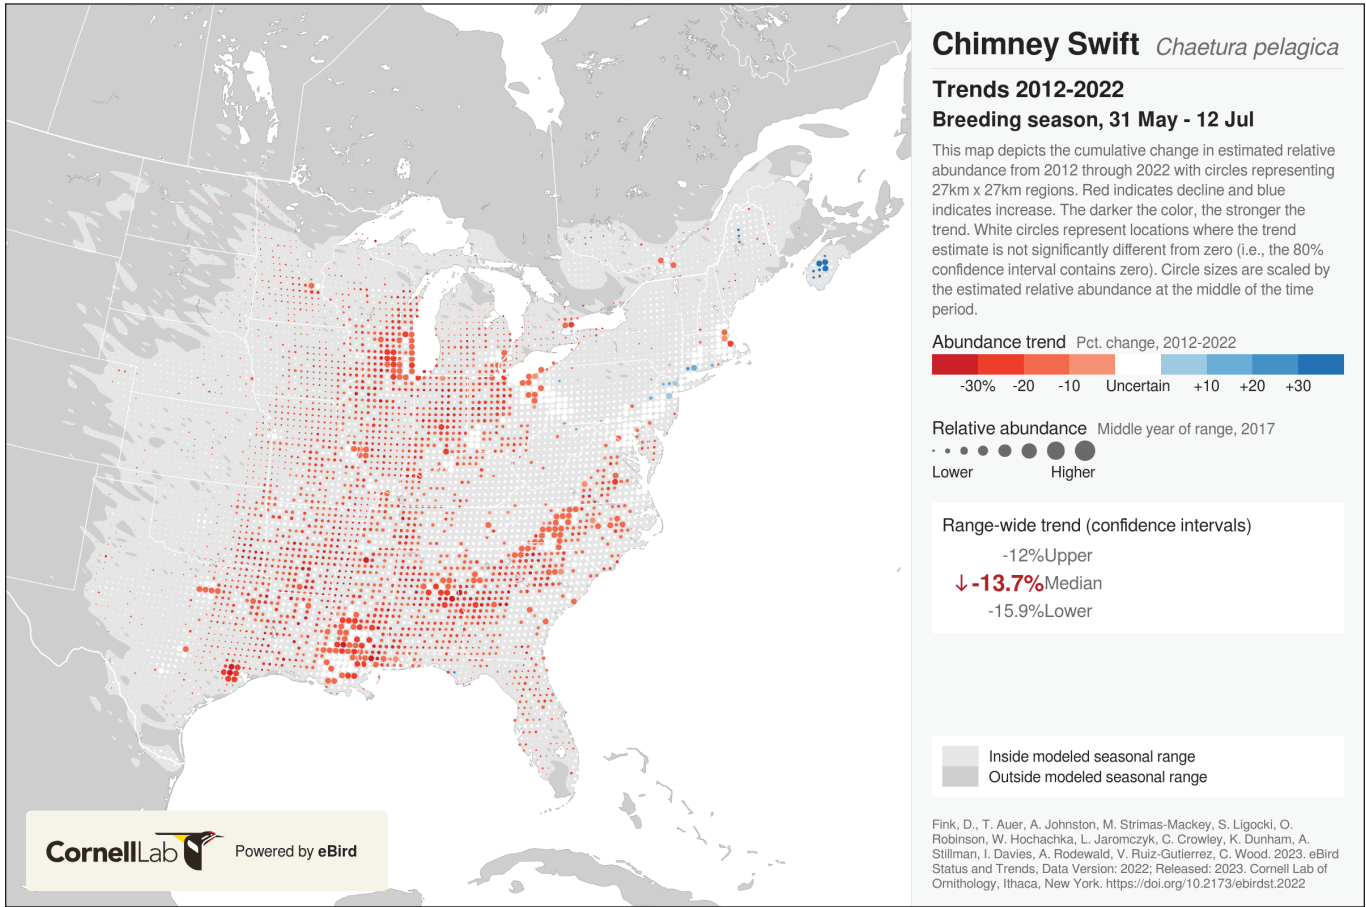 Chimney Swift Chaetura pelagica
Trends 2012-2022
Breeding season, 31 May - 12 Jul
This map depicts the cumulative change in estimated relative
abundance from 2012 through 2022 with circles representing
27km x 27km regions. Red indicates decline and blue
indicates increase. The darker the color, the stronger the
trend. White circles represent locations where the trend
estimate is not significantly different from zero (i.e., the 80%
confidence interval contains zero). Circle sizes are scaled by
the estimated relative abundance at the middle of the time
period.
Abundance trend Pct. change, 2012-2022
-30% -20 -10 Uncertain +10 +20 +30
Relative abundance Middle year of range, 2017
Lower Higher
Range-wide trend (confidence intervals)
-12% Upper
↓-13.7% Median
-15.9% Lower
Inside modeled seasonal range
Outside modeled seasonal range
Fink, D., T. Auer, A. Johnston, M. Strimas-Mackey, S. Ligocki, O.
Robinson, W. Hochachka, L. Jaromczyk, C. Crowley, K. Dunham, A.
Stillman, I. Davies, A. Rodewald, V. Ruiz-Gutierrez, C. Wood. 2023. eBird
Status and Trends, Data Version: 2022; Released: 2023. Cornell Lab of
Ornithology, Ithaca, New York. https://doi.org/10.2173/ebirdst.2022
CornellLab Powered by eBird